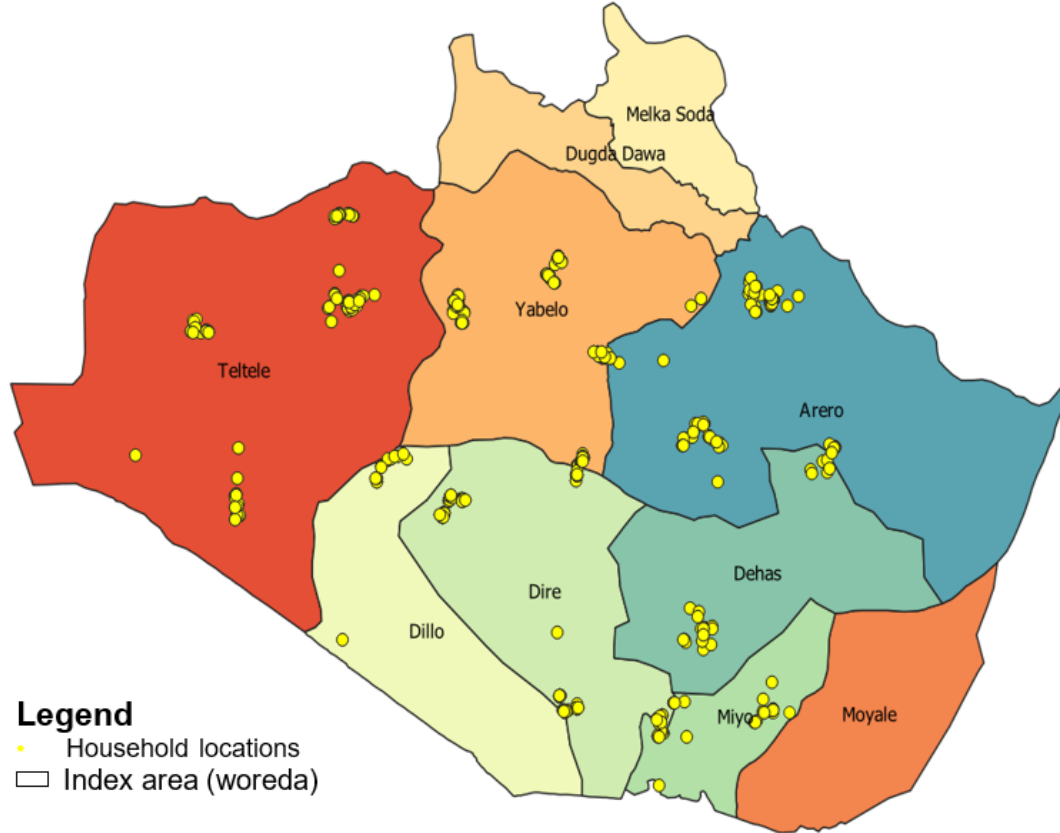 Melka Soda
Dugda Dawa
Yabelo
Teltele
Arero
Dehas
Dire
Dillo
Miyo
Moyale
Legend
Household locations
Index area (woreda)